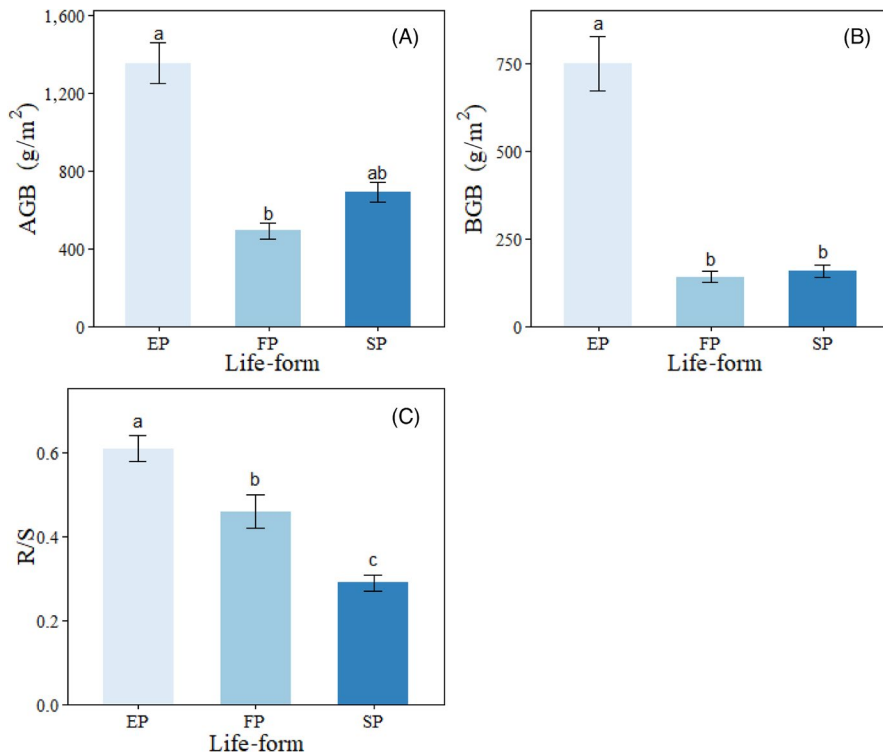 (A)
AGB (g/m²)
1,600
1,200
800
400
0
a
b
ab
EP FP SP
Life-form
(B)
BGB (g/m²)
750
500
250
0
a
b
b
EP FP SP
Life-form
(C)
R/S
0.6
0.4
0.2
0.0
a
b
c
EP FP SP
Life-form